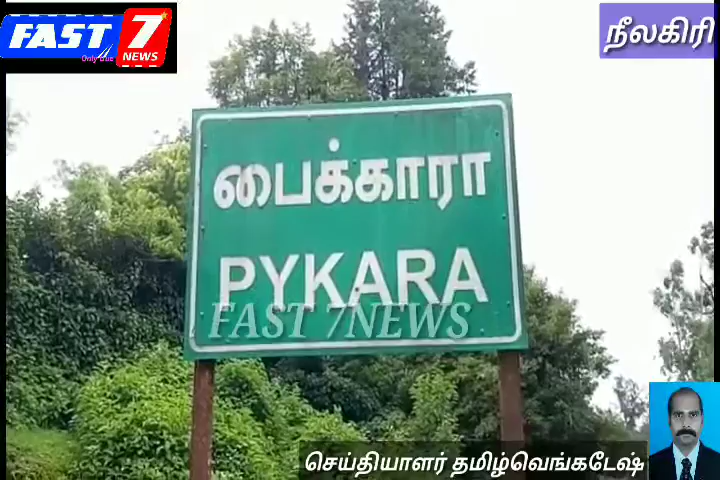 FAST 7
NEWS
Only true
நீலகிரி
பைக்காரா
PYKARA
FAST 7NEWS
செய்தியாளர் தமிழ்வெங்கடேஷ்